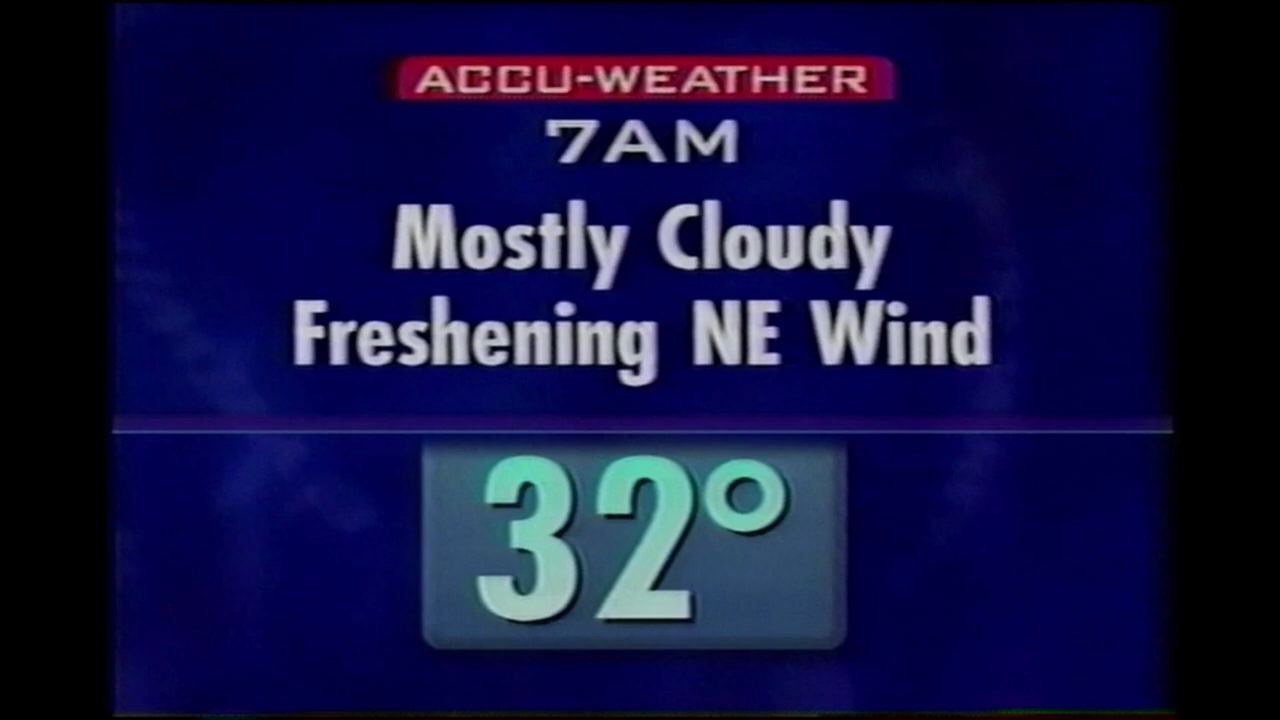 ACCU-WEATHER
7AM
Mostly Cloudy
Freshening NE Wind
32°